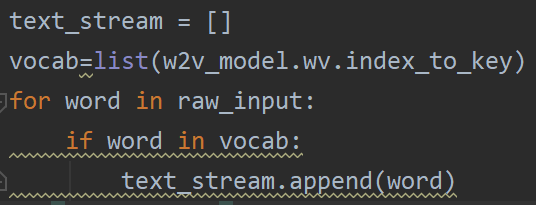 text_stream = []
vocab=list(w2v_model.wv.index_to_key)
for word in raw_input:
    if word in vocab:
        text_stream.append(word)